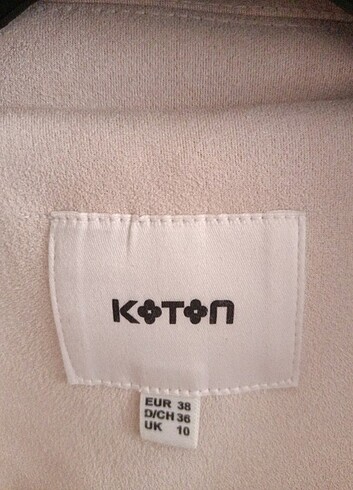 KOTON
EUR 38
D/CH 36
UK 10